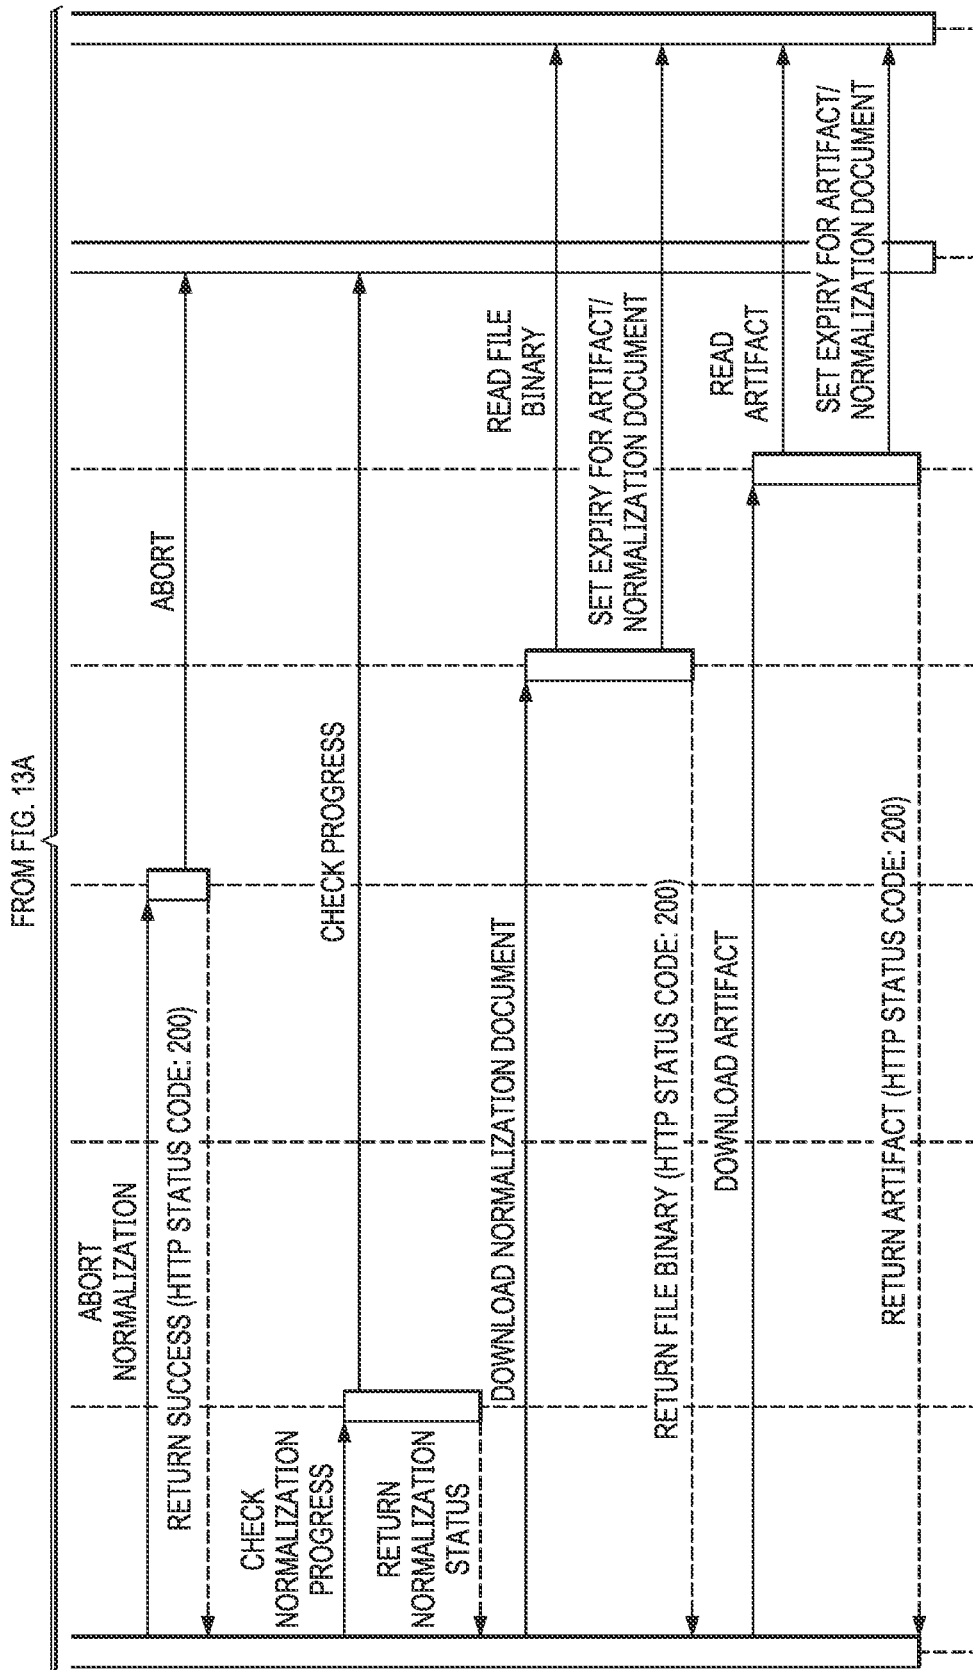 FROM FIG. 13A
ABORT
NORMALIZATION
ABORT
RETURN SUCCESS (HTTP STATUS CODE: 200)
CHECK
NORMALIZATION
PROGRESS
CHECK PROGRESS
RETURN
NORMALIZATION
STATUS
DOWNLOAD NORMALIZATION DOCUMENT
READ FILE
BINARY
SET EXPIRY FOR ARTIFACT/
NORMALIZATION DOCUMENT
RETURN FILE BINARY (HTTP STATUS CODE: 200)
DOWNLOAD ARTIFACT
READ
ARTIFACT
SET EXPIRY FOR ARTIFACT/
NORMALIZATION DOCUMENT
RETURN ARTIFACT (HTTP STATUS CODE: 200)